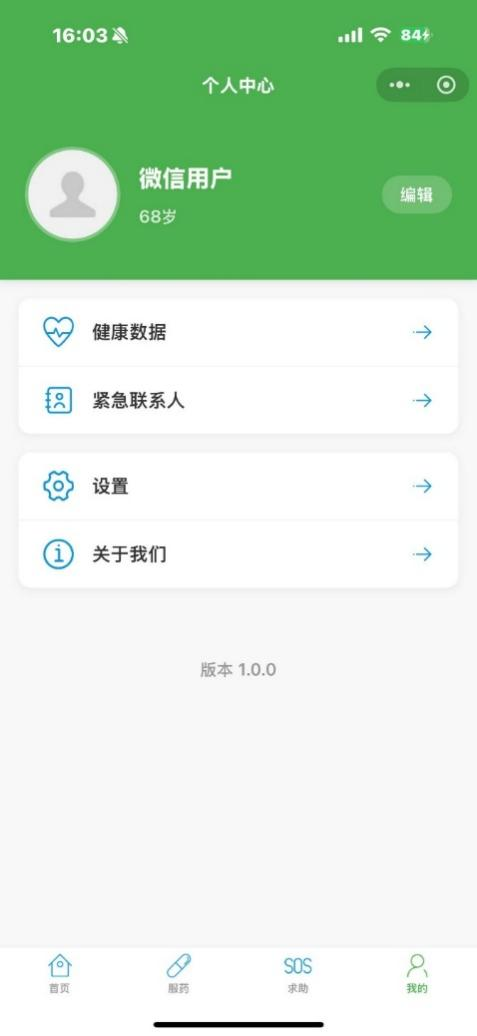 16:03
84
个人中心
微信用户
68岁
编辑
健康数据
紧急联系人
设置
关于我们
版本 1.0.0
SOS
首页
服药
求助
我的